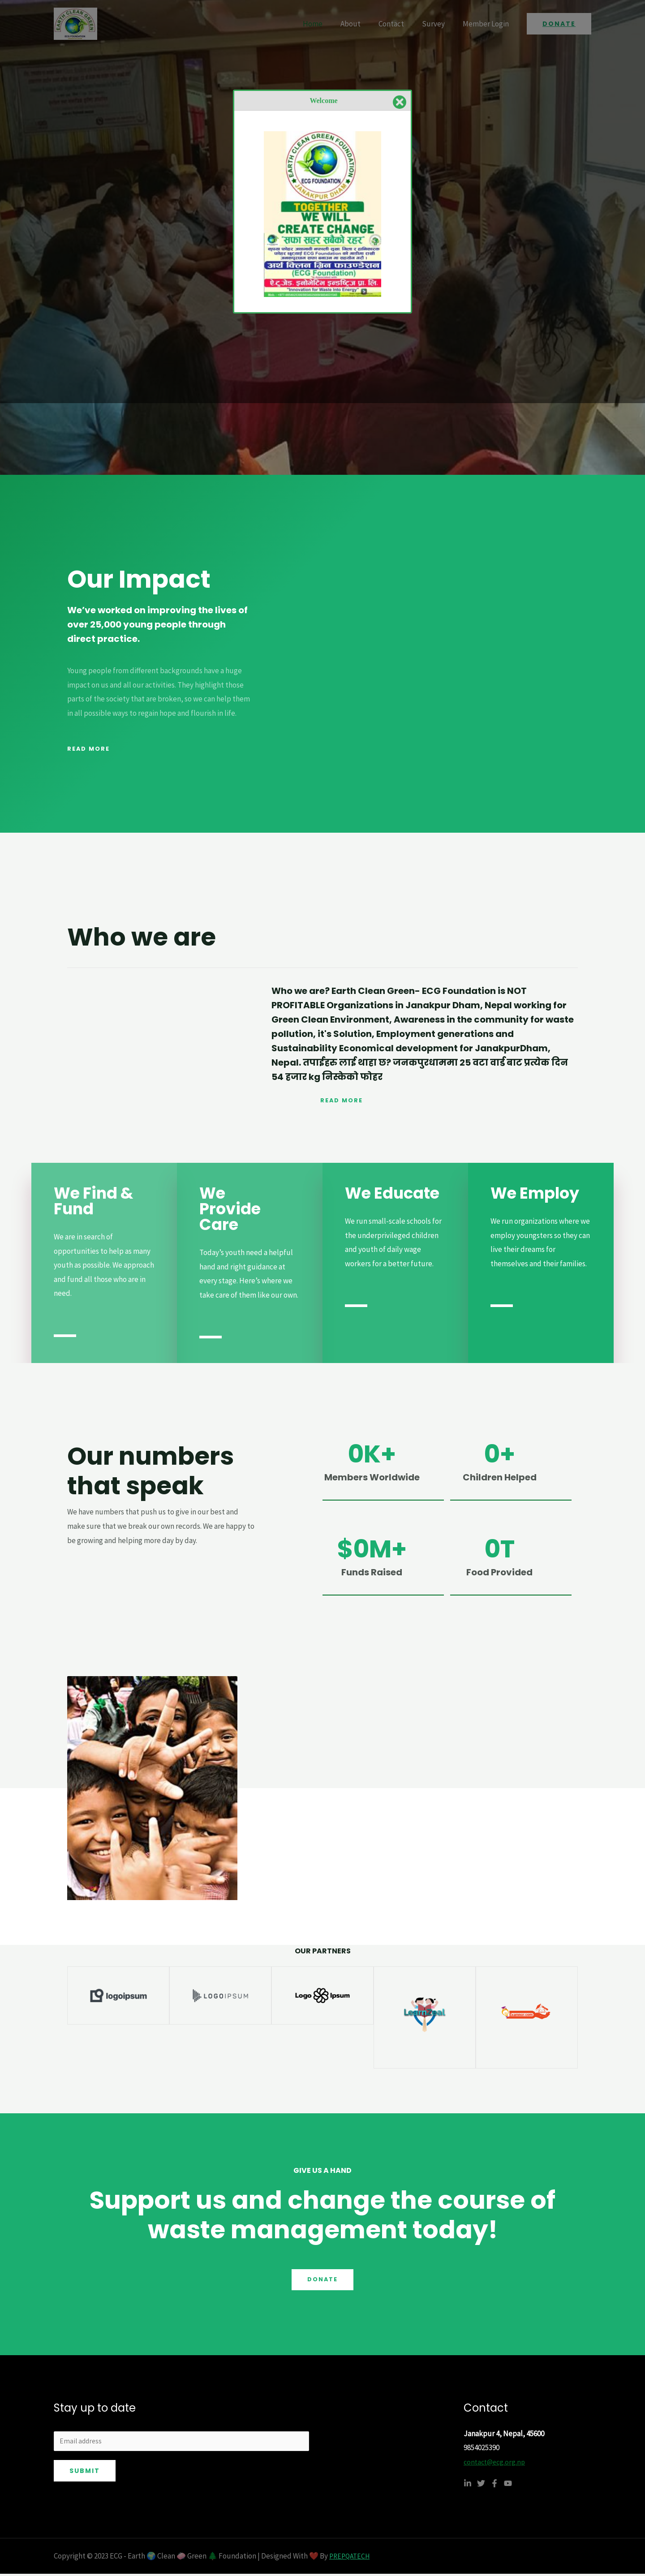 About
Contact
Survey
Member Login
DONATE
Welcome
EARTH CLEAN GREEN FOUNDATION
ECG FOUNDATION
JANAKPUR DHAM
TOGETHER
WE WILL
CREATE CHANGE
अर्थ क्लिन ग्रिन फाउण्डेशन
(ECG Foundation)
"Innovation for Waste into Energy"
Our Impact
We've worked on improving the lives of
over 25,000 young people through
direct practice.
Young people from different backgrounds have a huge
impact on us and all our activities. They highlight those
parts of the society that are broken, so we can help them
in all possible ways to regain hope and flourish in life.
READ MORE
Who we are
Who we are? Earth Clean Green- ECG Foundation is NOT
PROFITABLE Organizations in Janakpur Dham, Nepal working for
Green Clean Environment, Awareness in the community for waste
pollution, it's Solution, Employment generations and
Sustainability Economical development for JanakpurDham,
Nepal. तपाईहरु लाई थाहा छ? जनकपुरधाममा 25 वटा वार्ड बाट प्रत्येक दिन
54 हजार kg निस्केको फोहर
READ MORE
We Find &
Fund
We are in search of
opportunities to help as many
youth as possible. We approach
and fund all those who are in
need.
We
Provide
Care
Today's youth need a helpful
hand and right guidance at
every stage. Here's where we
take care of them like our own.
We Educate
We run small-scale schools for
the underprivileged children
and youth of daily wage
workers for a better future.
We Employ
We run organizations where we
employ youngsters so they can
live their dreams for
themselves and their families.
Our numbers
that speak
We have numbers that push us to give in our best and
make sure that we break our own records. We are happy to
be growing and helping more day by day.
0K+
Members Worldwide
0+
Children Helped
$0M+
Funds Raised
0T
Food Provided
OUR PARTNERS
logoipsum
LOGOIPSUM
Logo Ipsum
GIVE US A HAND
Support us and change the course of
waste management today!
DONATE
Stay up to date
Email address
SUBMIT
Contact
Janakpur 4, Nepal, 45600
9854025390
contact@ecg.org.np
Copyright © 2023 ECG - Earth 🌍 Clean 🧼 Green 🌲 Foundation | Designed With ❤️ By PREPQATECH